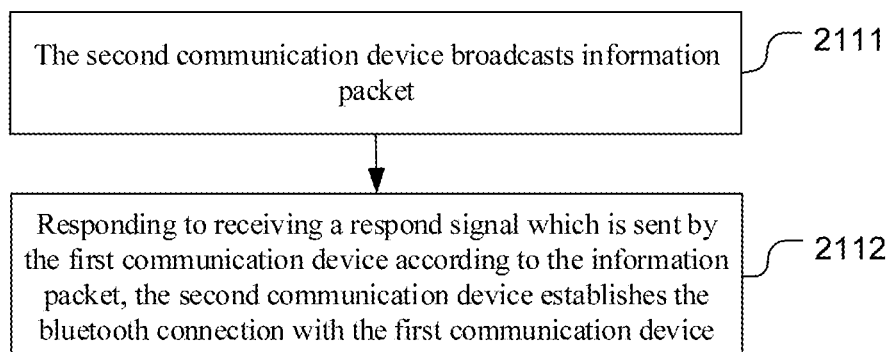 The second communication device broadcasts information
packet
2111
Responding to receiving a respond signal which is sent by
the first communication device according to the information
packet, the second communication device establishes the
bluetooth connection with the first communication device
2112